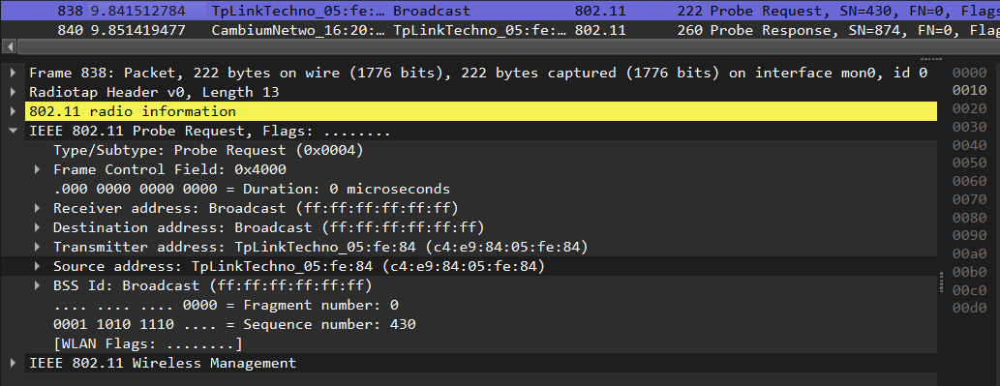 838 9.841512784 TpLinkTechno_05:fe:… Broadcast 802.11 222 Probe Request, SN=430, FN=0, Flags
840 9.851419477 CambiumNetwo_16:20:… TpLinkTechno_05:fe:… 802.11 260 Probe Response, SN=874, FN=0, Flag
Frame 838: Packet, 222 bytes on wire (1776 bits), 222 bytes captured (1776 bits) on interface mon0, id 0
Radiotap Header v0, Length 13
802.11 radio information
IEEE 802.11 Probe Request, Flags: ........
Type/Subtype: Probe Request (0x0004)
Frame Control Field: 0x4000
.000 0000 0000 0000 = Duration: 0 microseconds
Receiver address: Broadcast (ff:ff:ff:ff:ff:ff)
Destination address: Broadcast (ff:ff:ff:ff:ff:ff)
Transmitter address: TpLinkTechno_05:fe:84 (c4:e9:84:05:fe:84)
Source address: TpLinkTechno_05:fe:84 (c4:e9:84:05:fe:84)
BSS Id: Broadcast (ff:ff:ff:ff:ff:ff)
.... .... .... 0000 = Fragment number: 0
0001 1010 1110 .... = Sequence number: 430
[WLAN Flags: ........]
IEEE 802.11 Wireless Management
0000
0010
0020
0030
0040
0050
0060
0070
0080
0090
00a0
00b0
00c0
00d0